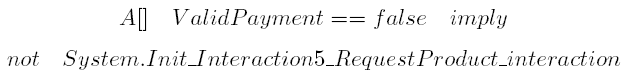 A[] ValidPayment == false imply
not System.Init_Interaction5_RequestProduct_interaction